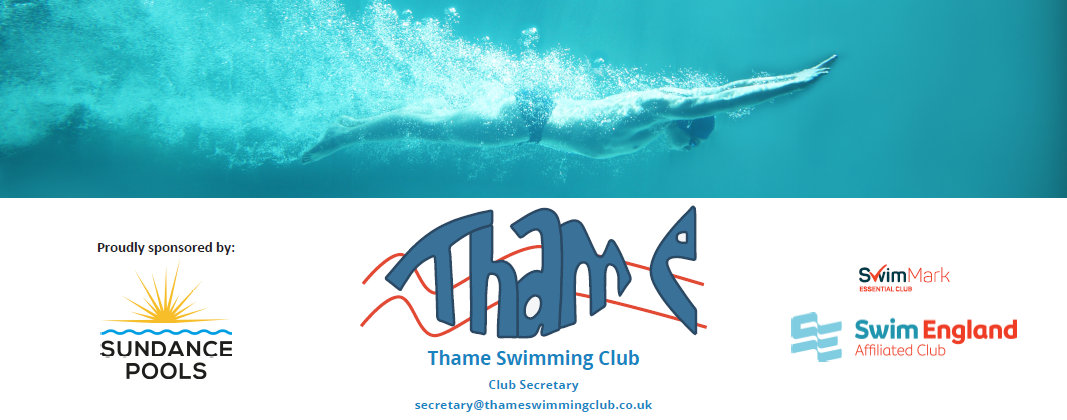 Proudly sponsored by:
SUNDANCE
POOLS
Thame
Thame Swimming Club
Club Secretary
secretary@thameswimmingclub.co.uk
SwimMark
ESSENTIAL CLUB
Swim England
Affiliated Club